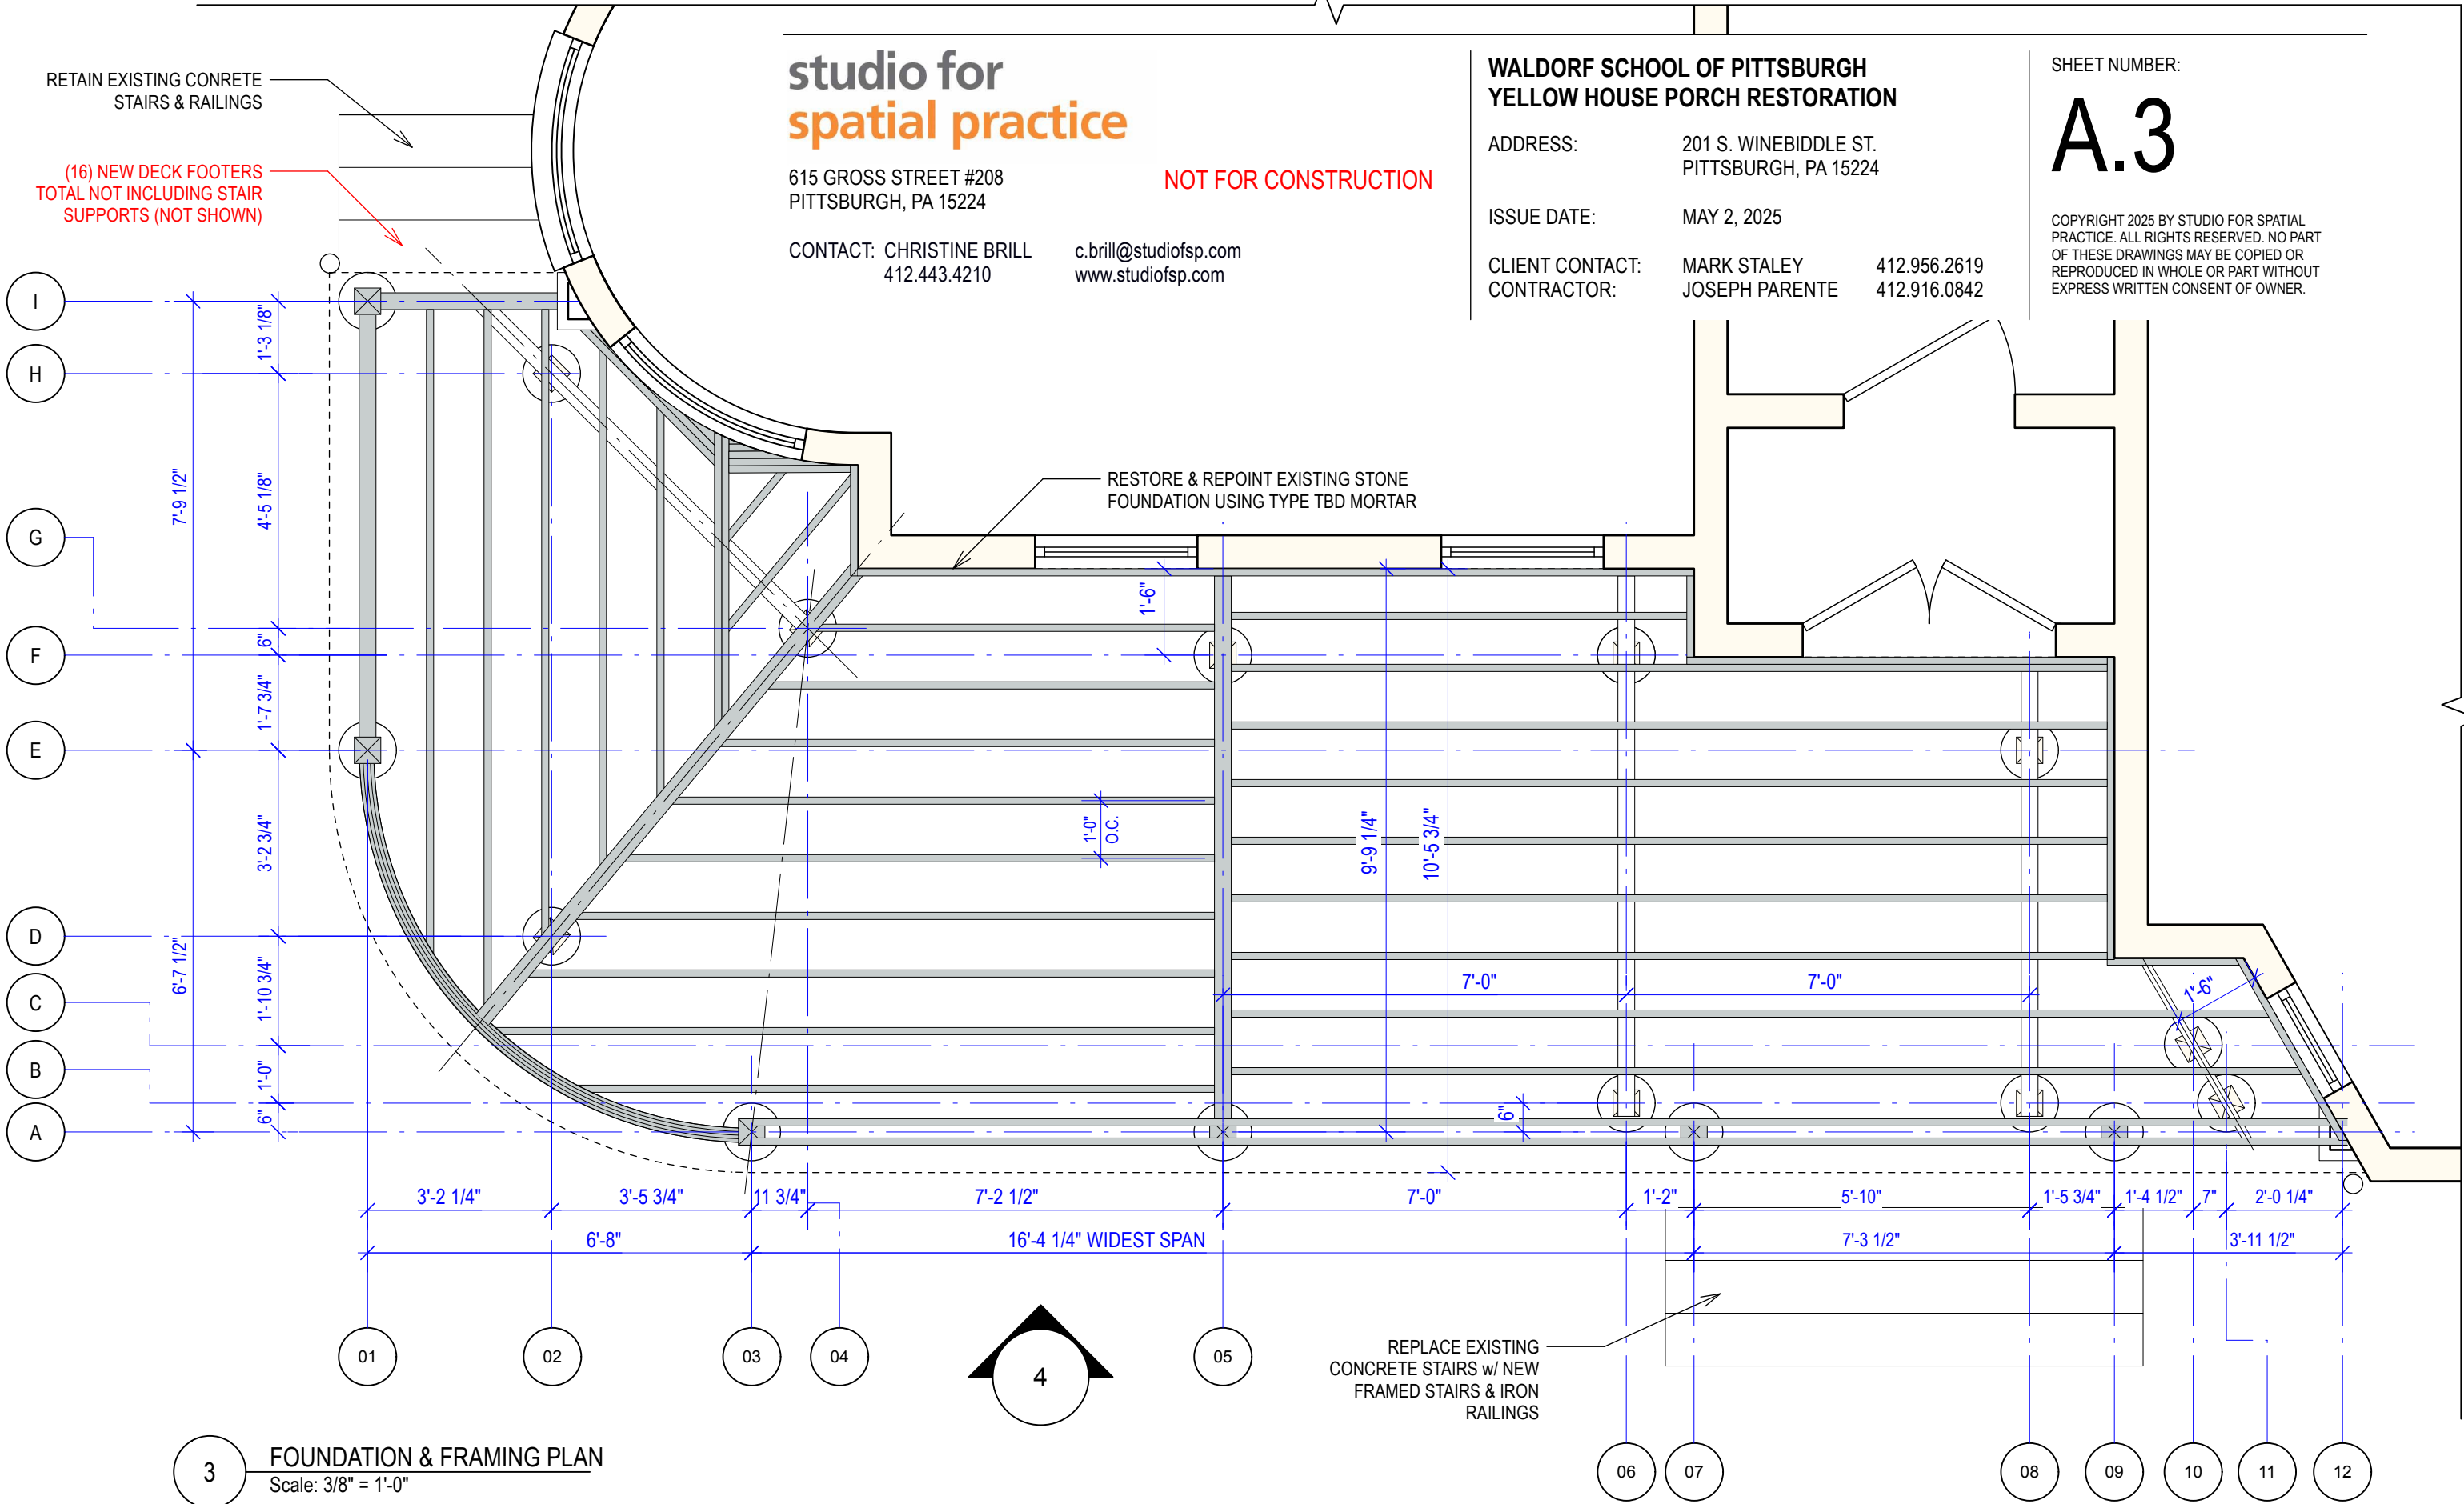 RETAIN EXISTING CONRETE
STAIRS & RAILINGS
(16) NEW DECK FOOTERS
TOTAL NOT INCLUDING STAIR
SUPPORTS (NOT SHOWN)
studio for
spatial practice
615 GROSS STREET #208
PITTSBURGH, PA 15224
NOT FOR CONSTRUCTION
CONTACT: CHRISTINE BRILL c.brill@studiofsp.com
412.443.4210 www.studiofsp.com
WALDORF SCHOOL OF PITTSBURGH
YELLOW HOUSE PORCH RESTORATION
ADDRESS: 201 S. WINEBIDDLE ST.
PITTSBURGH, PA 15224
ISSUE DATE: MAY 2, 2025
CLIENT CONTACT: MARK STALEY 412.956.2619
CONTRACTOR: JOSEPH PARENTE 412.916.0842
SHEET NUMBER:
A.3
COPYRIGHT 2025 BY STUDIO FOR SPATIAL
PRACTICE. ALL RIGHTS RESERVED. NO PART
OF THESE DRAWINGS MAY BE COPIED OR
REPRODUCED IN WHOLE OR PART WITHOUT
EXPRESS WRITTEN CONSENT OF OWNER.
I
H
G
F
E
D
C
B
A
7'-9 1/2"
6'-7 1/2"
1'-3 1/8"
4'-5 1/8"
6"
1'-7 3/4"
3'-2 3/4"
1'-10 3/4"
1'-0"
6"
RESTORE & REPOINT EXISTING STONE
FOUNDATION USING TYPE TBD MORTAR
1'-6"
1'-0"
O.C.
9'-9 1/4"
10'-5 3/4"
7'-0"
7'-0"
1'-6"
6"
3'-2 1/4"
3'-5 3/4"
11 3/4"
7'-2 1/2"
7'-0"
1'-2"
5'-10"
1'-5 3/4"
1'-4 1/2"
7"
2'-0 1/4"
6'-8"
16'-4 1/4" WIDEST SPAN
7'-3 1/2"
3'-11 1/2"
01
02
03
04
4
05
REPLACE EXISTING
CONCRETE STAIRS w/ NEW
FRAMED STAIRS & IRON
RAILINGS
06
07
08
09
10
11
12
3
FOUNDATION & FRAMING PLAN
Scale: 3/8" = 1'-0"